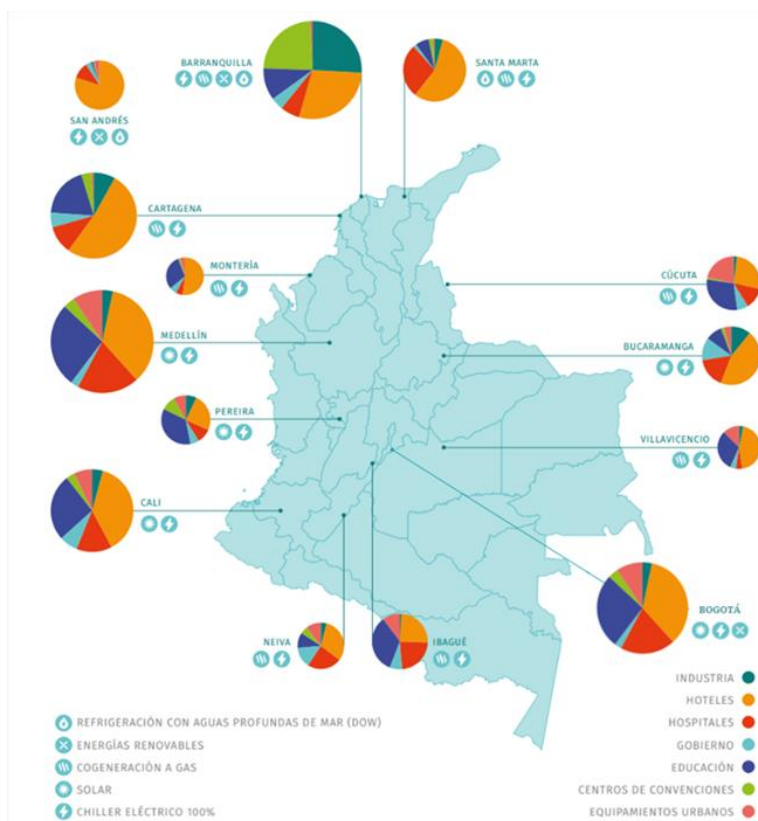 BARRANQUILLA
SANTA MARTA
SAN ANDRÉS
CARTAGENA
MONTERÍA
CÚCUTA
MEDELLÍN
BUCARAMANGA
PEREIRA
VILLAVICENCIO
CALI
BOGOTÁ
NEIVA
IBAGUÉ
INDUSTRIA
HOTELES
HOSPITALES
GOBIERNO
EDUCACIÓN
CENTROS DE CONVENCIONES
EQUIPAMIENTOS URBANOS
REFRIGERACIÓN CON AGUAS PROFUNDAS DE MAR (DOW)
ENERGÍAS RENOVABLES
COGENERACIÓN A GAS
SOLAR
CHILLER ELÉCTRICO 100%